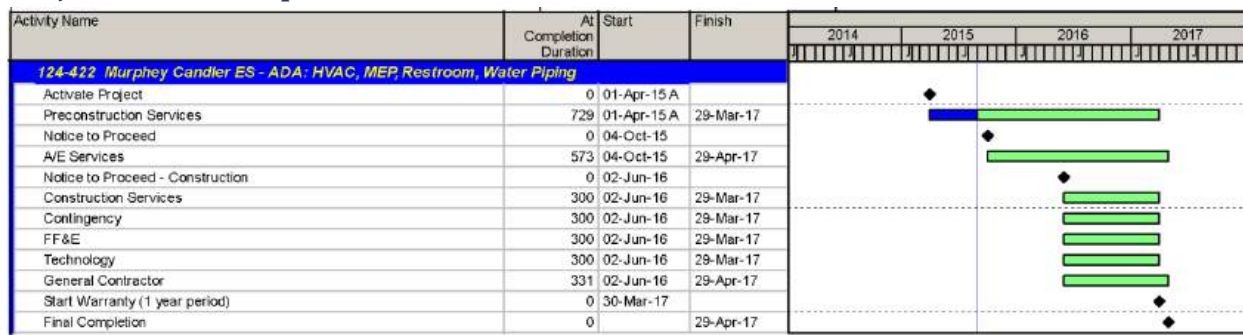 Activity Name At Completion Duration Start Finish
2014 2015 2016 2017
J J J J J J J
124-422 Murphey Candler ES - ADA: HVAC, MEP, Restroom, Water Piping
Activate Project 0 01-Apr-15 A
Preconstruction Services 729 01-Apr-15 A 29-Mar-17
Notice to Proceed 0 04-Oct-15
A/E Services 573 04-Oct-15 29-Apr-17
Notice to Proceed - Construction 0 02-Jun-16
Construction Services 300 02-Jun-16 29-Mar-17
Contingency 300 02-Jun-16 29-Mar-17
FF&E 300 02-Jun-16 29-Mar-17
Technology 300 02-Jun-16 29-Mar-17
General Contractor 331 02-Jun-16 29-Apr-17
Start Warranty (1 year period) 0 30-Mar-17
Final Completion 0 29-Apr-17